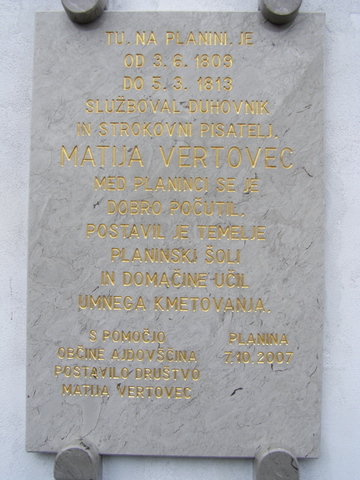 TU, NA PLANINI, JE
OD 3.6. 1809
DO 5.3. 1813
SLUŽBOVAL DUHOVNIK
IN STROKOVNI PISATELJ,
MATIJA VERTOVEC
MED PLANINCI SE JE
DOBRO POČUTIL,
POSTAVIL JE TEMELJE
PLANINSKI ŠOLI
IN DOMAČINE UČIL
UMNEGA KMETOVANJA.
S POMOČJO
OBČINE AJDOVŠČINA
POSTAVILO DRUŠTVO
MATIJA VERTOVEC
PLANINA
7.10.2007